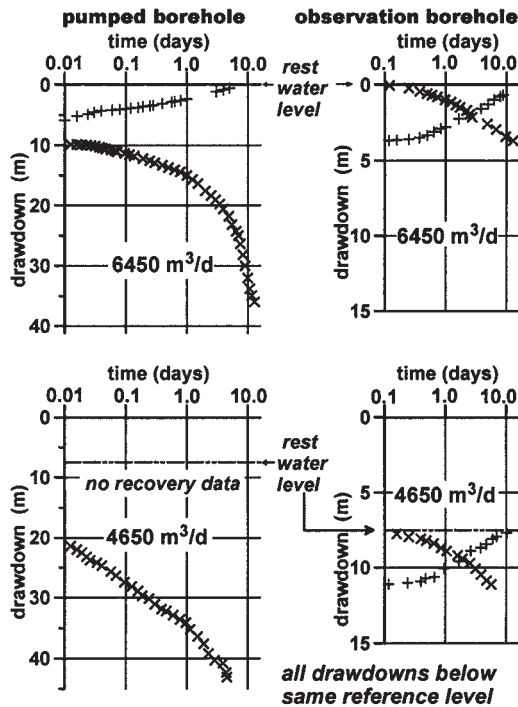 pumped borehole
observation borehole
time (days)
time (days)
0.01 0.1 1.0 10.0
0.1 1.0 10.0
rest
water
level
0
10
20
30
40
drawdown (m)
6450 m³/d
0
5
10
15
drawdown (m)
6450 m³/d
time (days)
time (days)
0.01 0.1 1.0 10.0
0.1 1.0 10.0
0
10
20
30
40
drawdown (m)
no recovery data
4650 m³/d
rest
water
level
0
5
10
15
drawdown (m)
4650 m³/d
all drawdowns below
same reference level